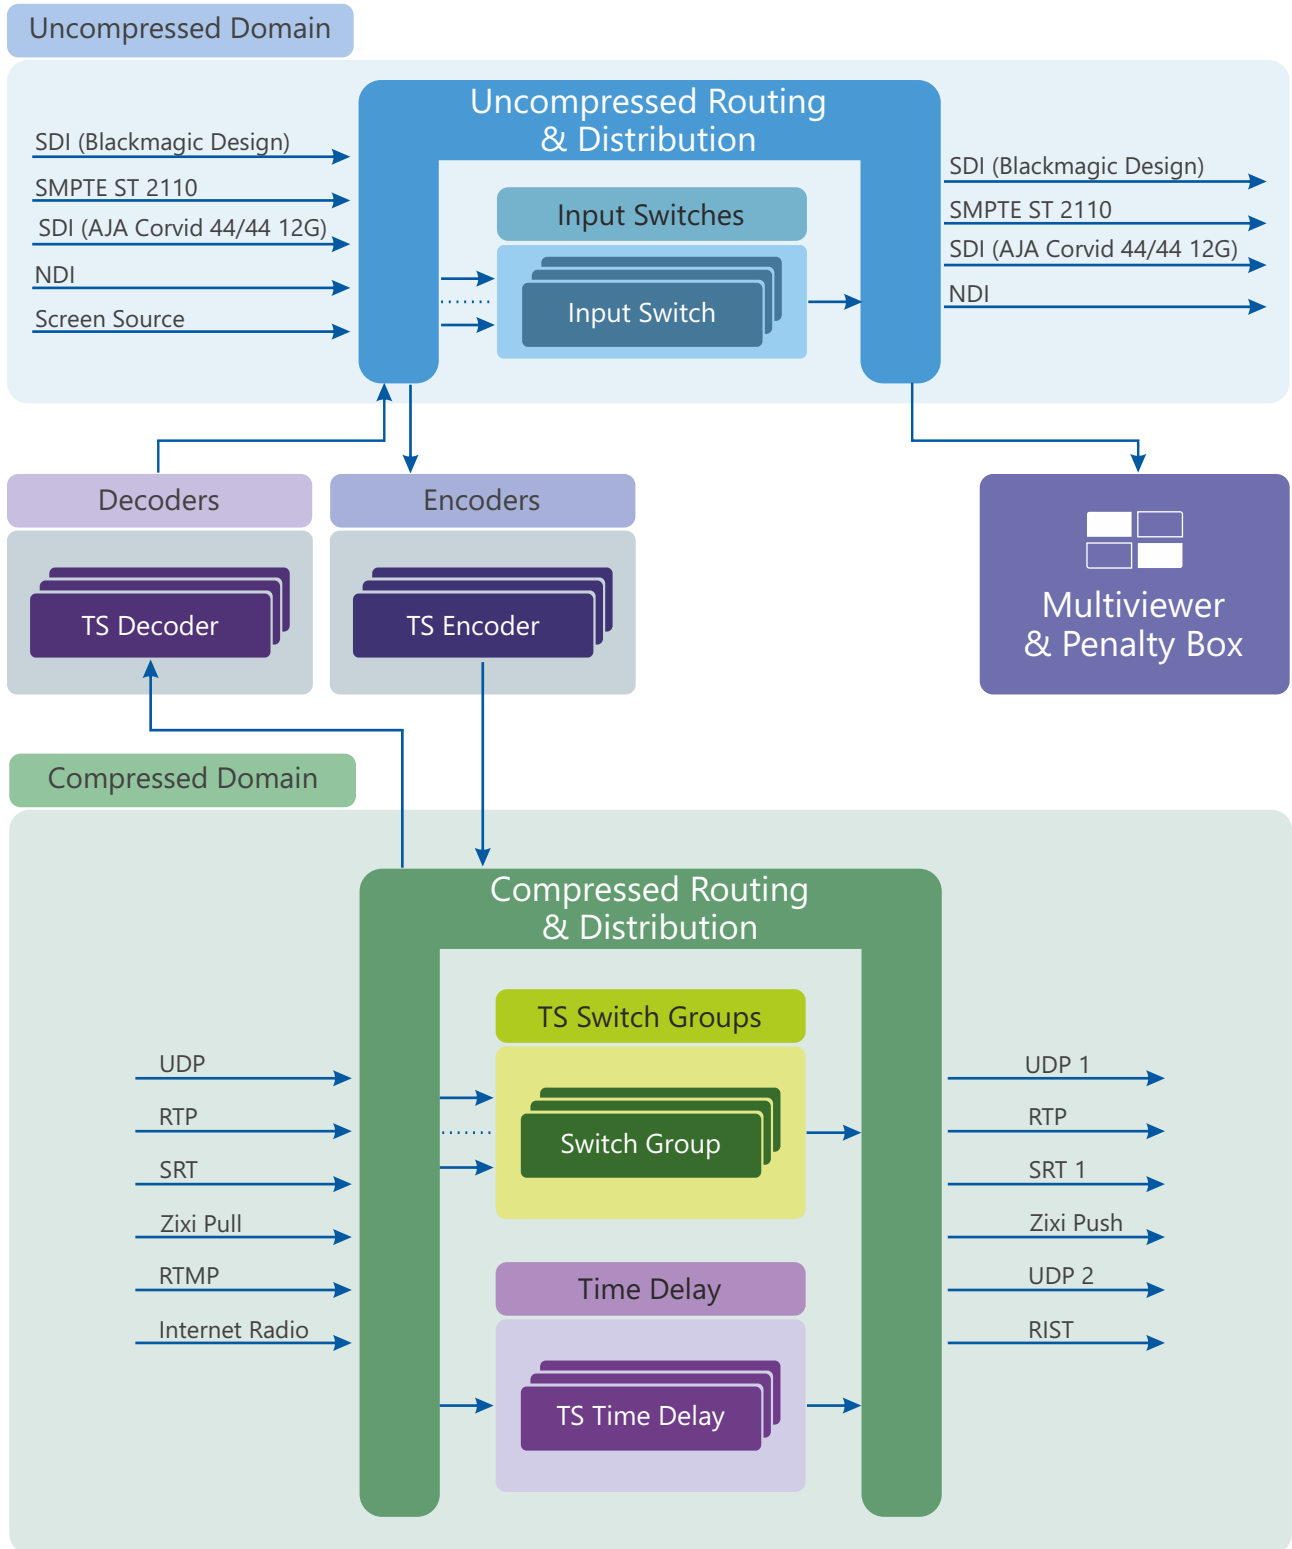 Uncompressed Domain
Uncompressed Routing
& Distribution
SDI (Blackmagic Design)
SMPTE ST 2110
SDI (AJA Corvid 44/44 12G)
NDI
Screen Source
Input Switches
Input Switch
SDI (Blackmagic Design)
SMPTE ST 2110
SDI (AJA Corvid 44/44 12G)
NDI
Decoders
TS Decoder
Encoders
TS Encoder
Multiviewer
& Penalty Box
Compressed Domain
Compressed Routing
& Distribution
UDP
RTP
SRT
Zixi Pull
RTMP
Internet Radio
TS Switch Groups
Switch Group
Time Delay
TS Time Delay
UDP 1
RTP
SRT 1
Zixi Push
UDP 2
RIST